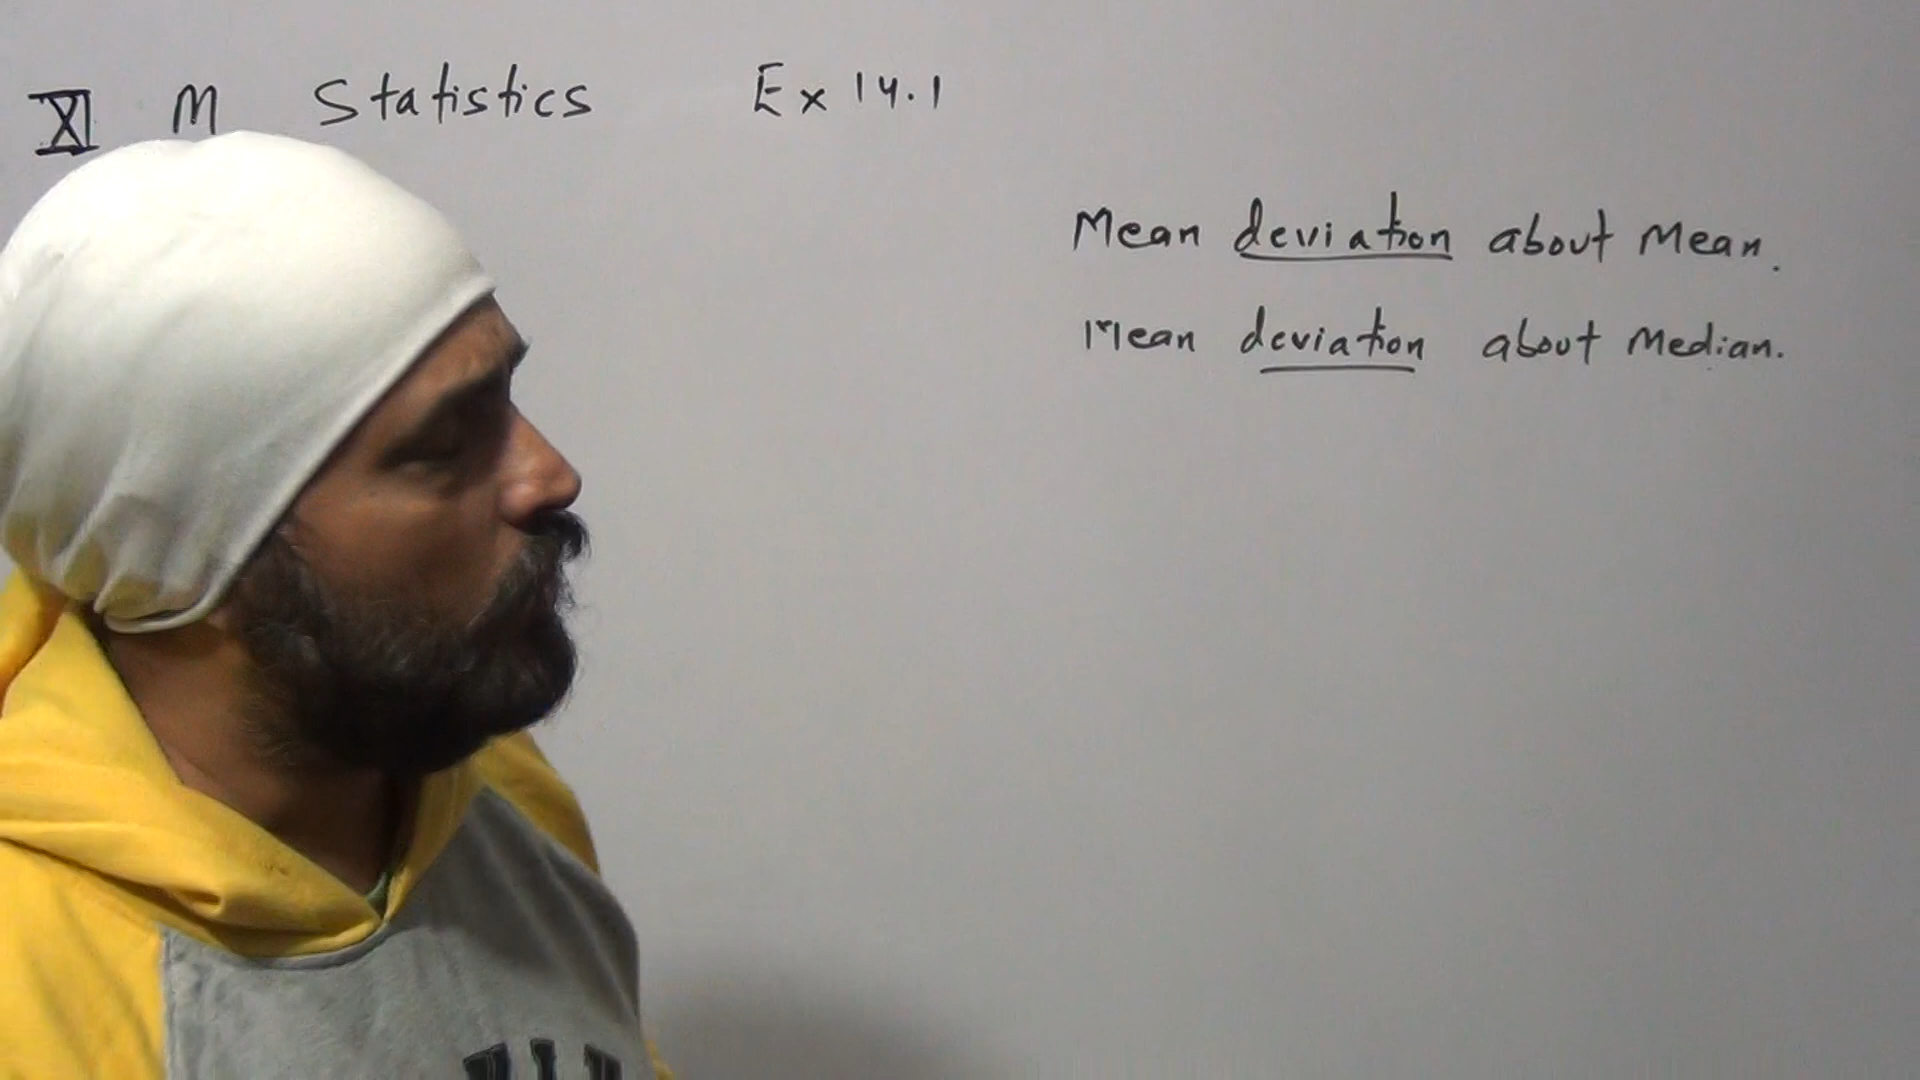 XI M Statistics Ex 14.1
Mean deviation about Mean.
Mean deviation about Median.